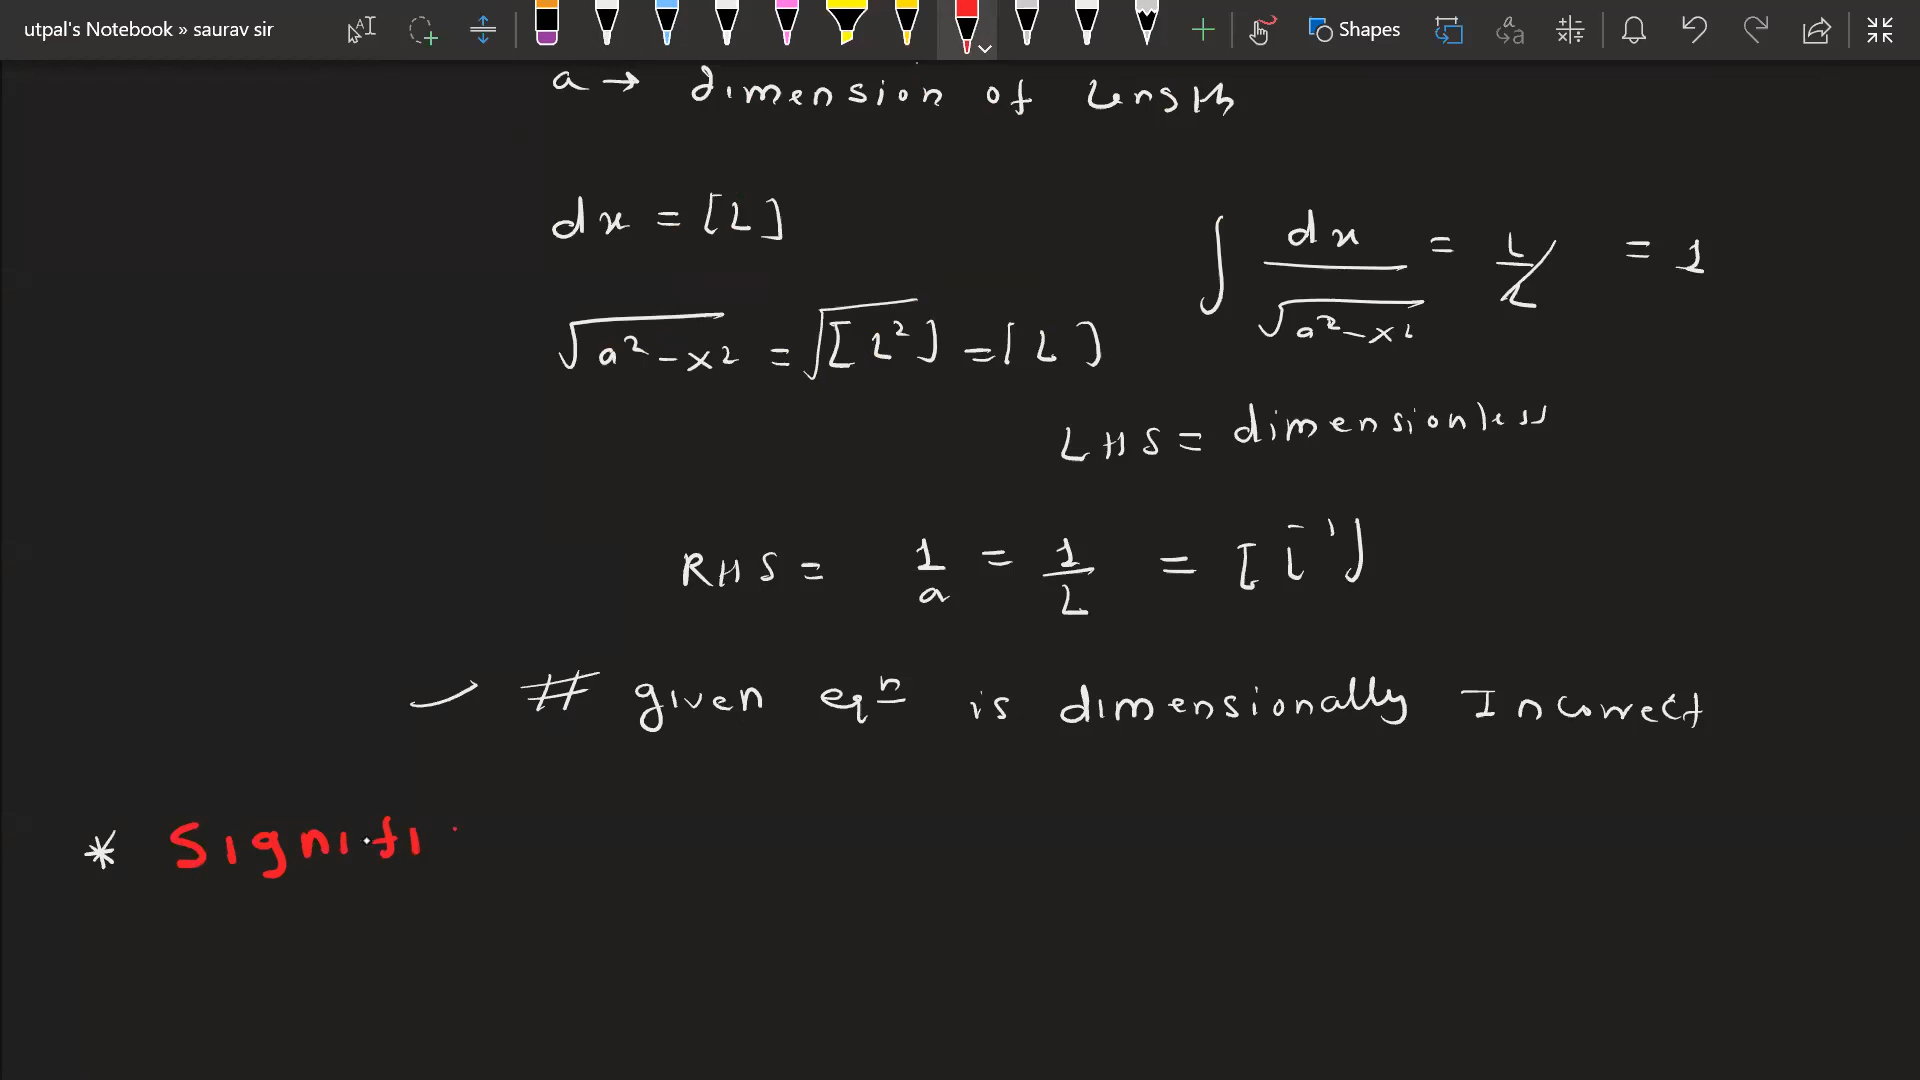 utpal's Notebook » saurav sir
Shapes
a → dimension of Length
dx = [L]
∫ dx / √(a² - x²) = L / L = 1
√(a² - x²) = √[L²] = [L]
LHS = dimensionless
RHS = 1/a = 1/L = [L⁻¹]
# given eqⁿ is dimensionally Incorrect
* Signifi